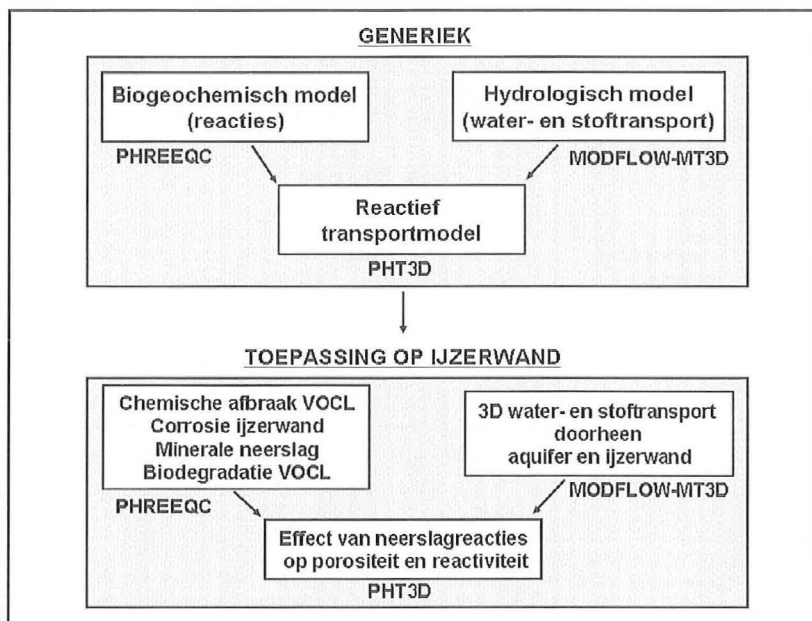 GENERIEK
Biogeochemisch model
(reacties)
Hydrologisch model
(water- en stoftransport)
PHREEQC
MODFLOW-MT3D
Reactief
transportmodel
PHT3D
TOEPASSING OP IJZERWAND
Chemische afbraak VOCL
Corrosie ijzerwand
Minerale neerslag
Biodegradatie VOCL
3D water- en stoftransport
doorheen
aquifer en ijzerwand
PHREEQC
MODFLOW-MT3D
Effect van neerslagreacties
op porositeit en reactiviteit
PHT3D